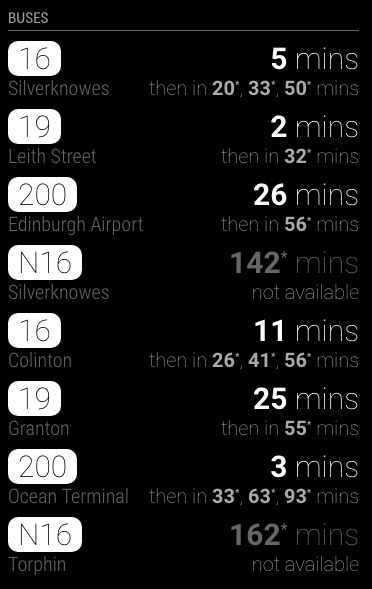 BUSES
16 5 mins
Silverknowes then in 20*, 33*, 50* mins
19 2 mins
Leith Street then in 32* mins
200 26 mins
Edinburgh Airport then in 56* mins
N16 142* mins
Silverknowes not available
16 11 mins
Colinton then in 26*, 41*, 56* mins
19 25 mins
Granton then in 55* mins
200 3 mins
Ocean Terminal then in 33*, 63*, 93* mins
N16 162* mins
Torphin not available